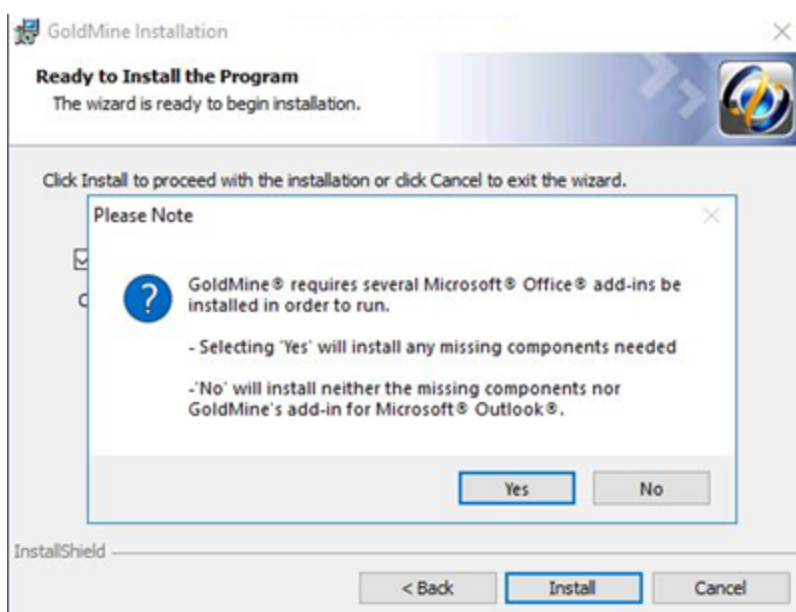 GoldMine Installation
Ready to Install the Program
The wizard is ready to begin installation.
Click Install to proceed with the installation or click Cancel to exit the wizard.
Please Note
GoldMine® requires several Microsoft® Office® add-ins be
installed in order to run.
- Selecting 'Yes' will install any missing components needed
-'No' will install neither the missing components nor
GoldMine's add-in for Microsoft® Outlook®.
Yes No
InstallShield
< Back Install Cancel